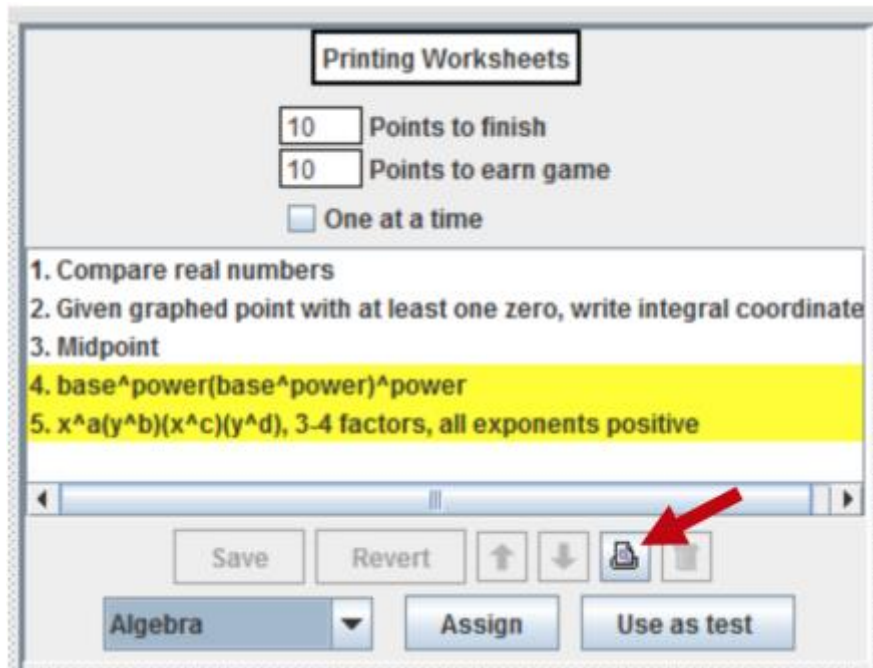 Printing Worksheets
10 Points to finish
10 Points to earn game
One at a time
1. Compare real numbers
2. Given graphed point with at least one zero, write integral coordinate
3. Midpoint
4. base^power(base^power)^power
5. x^a(y^b)(x^c)(y^d), 3-4 factors, all exponents positive
Save Revert
Algebra Assign Use as test